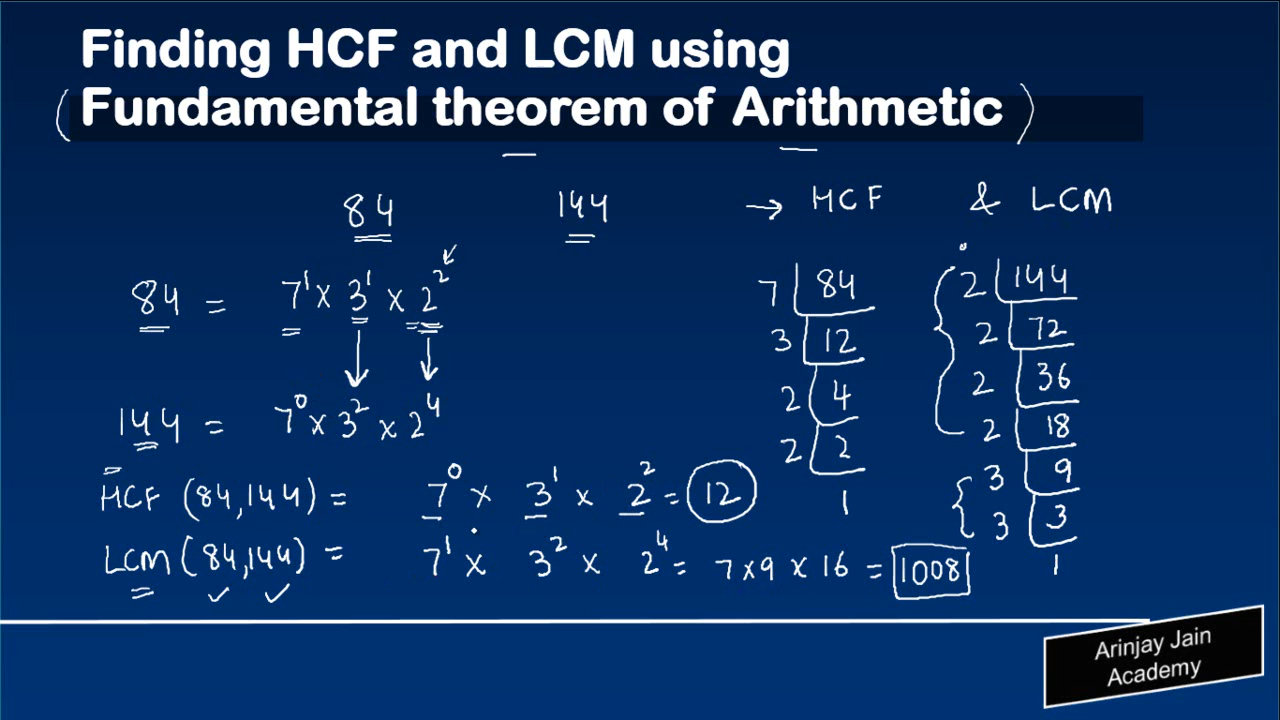 Finding HCF and LCM using
(Fundamental theorem of Arithmetic)
84 144 → HCF & LCM
84 = 7¹ × 3¹ × 2²
144 = 7⁰ × 3² × 2⁴
HCF (84,144) = 7⁰ × 3¹ × 2² = 12
LCM (84,144) = 7¹ × 3² × 2⁴ = 7×9×16 = 1008
7 84
3 12
2 4
2 2
1
2 144
2 72
2 36
2 18
3 9
3 3
1
Arinjay Jain
Academy